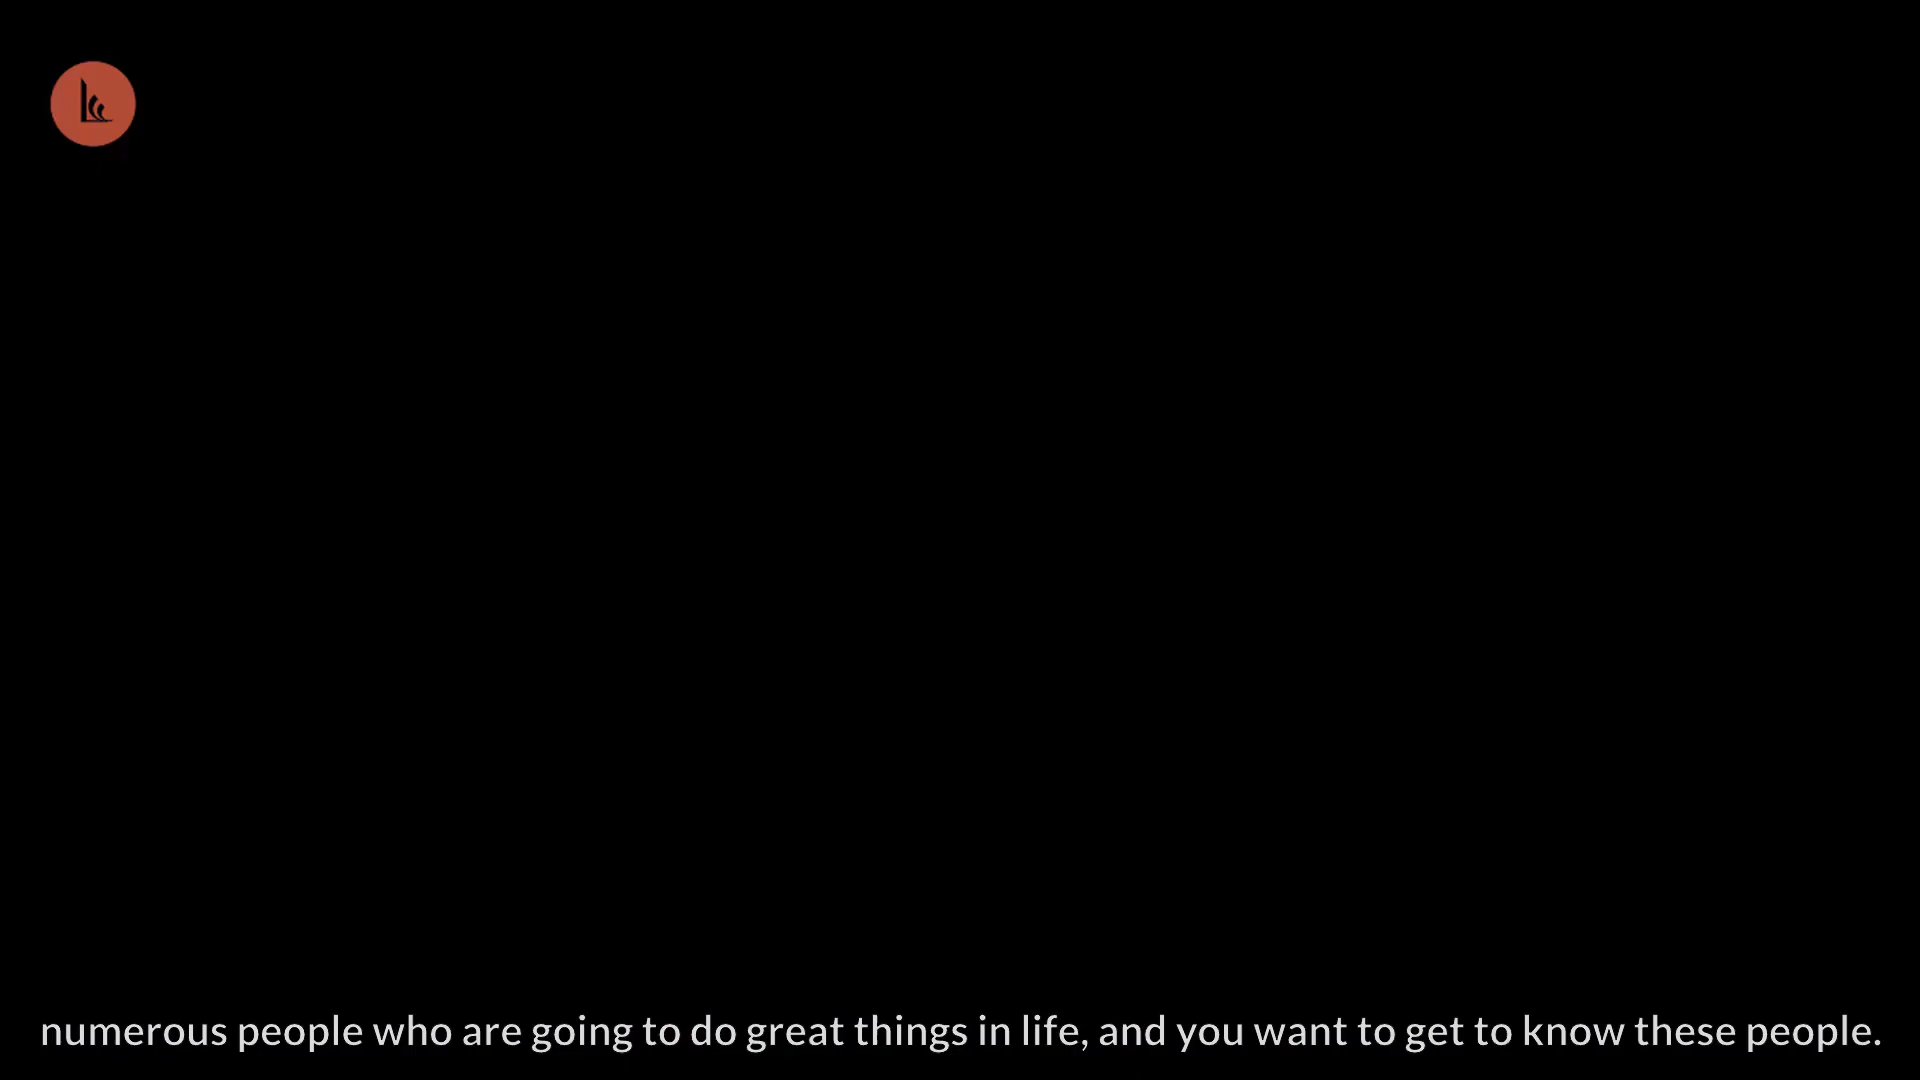 numerous people who are going to do great things in life, and you want to get to know these people.